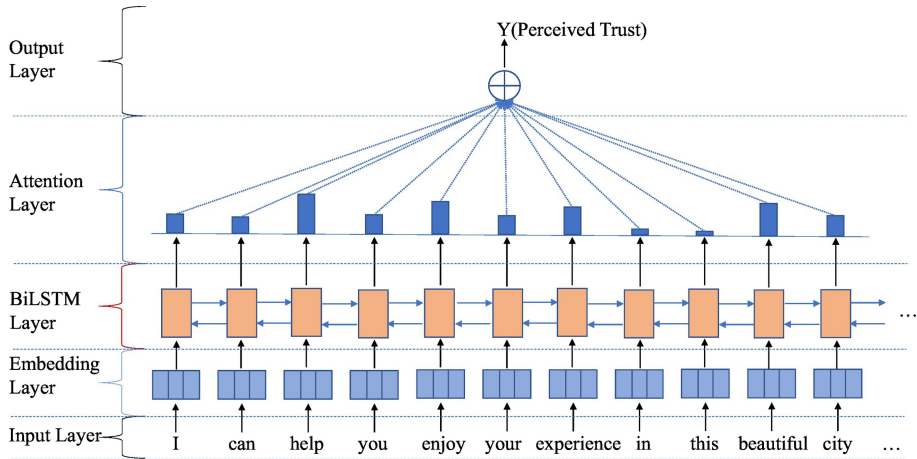 Y(Perceived Trust)
Output
Layer
Attention
Layer
BiLSTM
Layer
...
Embedding
Layer
Input Layer
I can help you enjoy your experience in this beautiful city ...